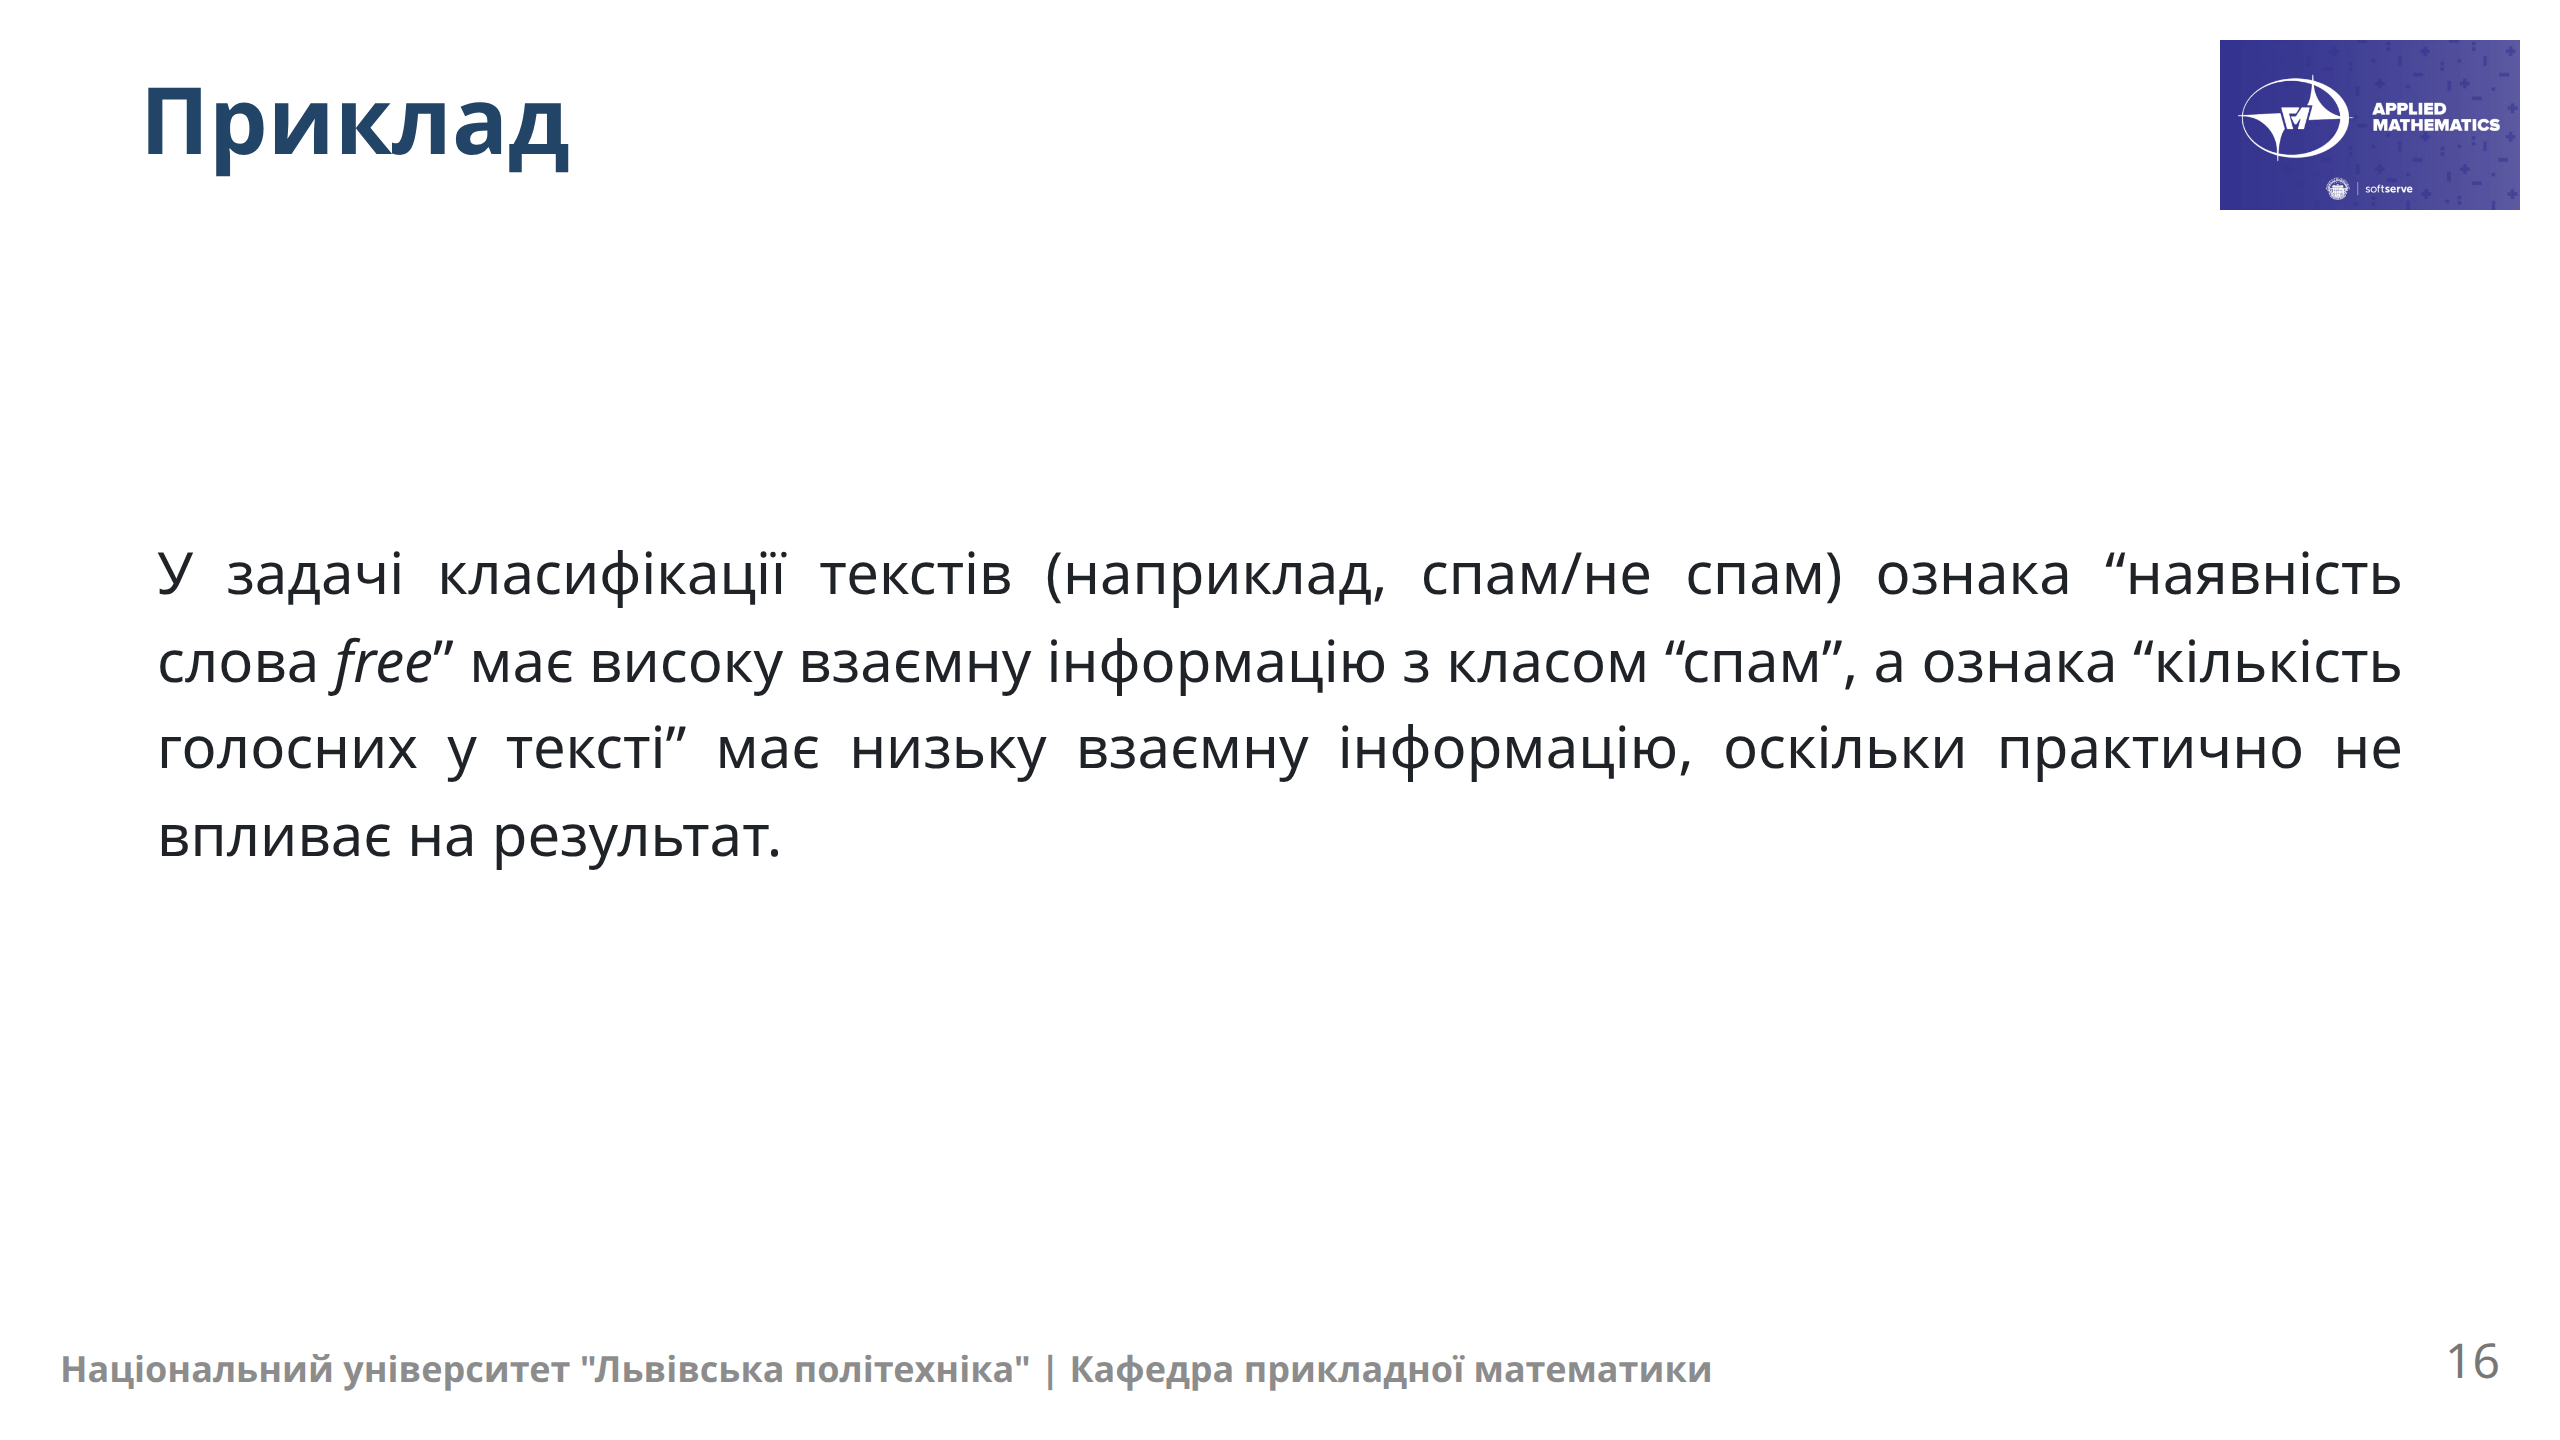 Приклад
APPLIED
MATHEMATICS
softserve
У задачі класифікації текстів (наприклад, спам/не спам) ознака “наявність
слова free” має високу взаємну інформацію з класом “спам”, а ознака “кількість
голосних у тексті” має низьку взаємну інформацію, оскільки практично не
впливає на результат.
Національний університет "Львівська політехніка" | Кафедра прикладної математики
16